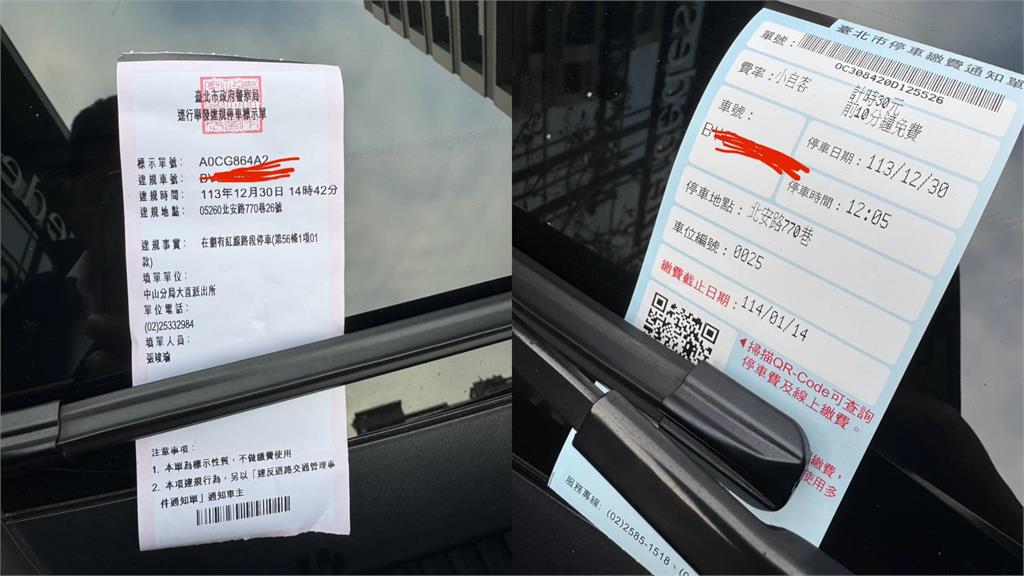 臺北市政府警察局
逕行舉發違規停車標示單
標示單號： A0CG864A2
違規車號：
違規時間： 113年12月30日 14時42分
違規地點： 05260北安路770巷26號
違規事實： 在劃有紅線路段停車(第56條1項01
款)
填單單位：
中山分局大直派出所
單位電話：
(02)25332984
填單人員：
注意事項：
1. 本單為標示性質，不做繳費使用
2. 本項違規行為，另以「違反道路交通管理事
件通知單」通知車主
臺北市停車繳費通知單
單號：
OC308420D125526
費率：小自客
計時30元
前10分鐘免費
車號：
停車日期：113/12/30
停車時間：12:05
停車地點：北安路770巷
車位編號：0025
繳費截止日期：114/01/14
◀掃描QR-Code可查詢
停車費及線上繳費。
繳費，
使用多
服務專線：(02)2585-1518、